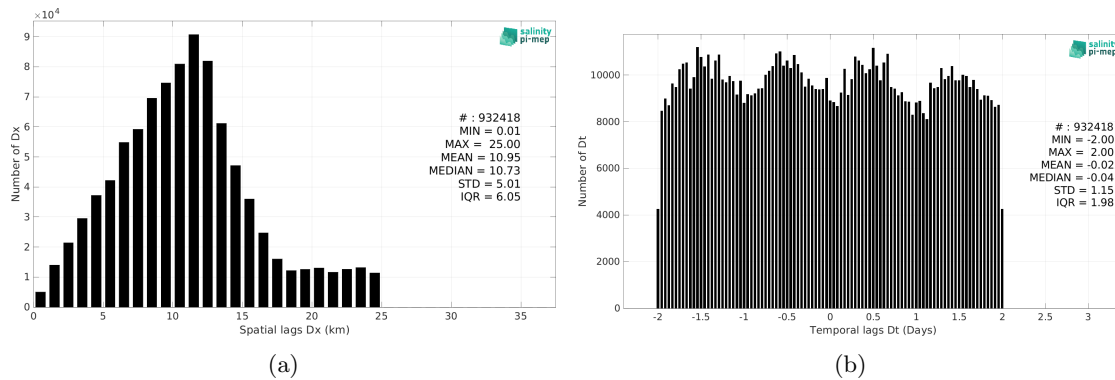 ×10⁴
9
8
7
6
5
4
3
2
1
0
Number of Dx
0 5 10 15 20 25 30 35
Spatial lags Dx (km)
salinity
pi-mep
# : 932418
MIN = 0.01
MAX = 25.00
MEAN = 10.95
MEDIAN = 10.73
STD = 5.01
IQR = 6.05
(a)
10000
8000
6000
4000
2000
0
Number of Dt
-2 -1.5 -1 -0.5 0 0.5 1 1.5 2 2.5 3
Temporal lags Dt (Days)
salinity
pi-mep
# : 932418
MIN = -2.00
MAX = 2.00
MEAN = -0.02
MEDIAN = -0.04
STD = 1.15
IQR = 1.98
(b)